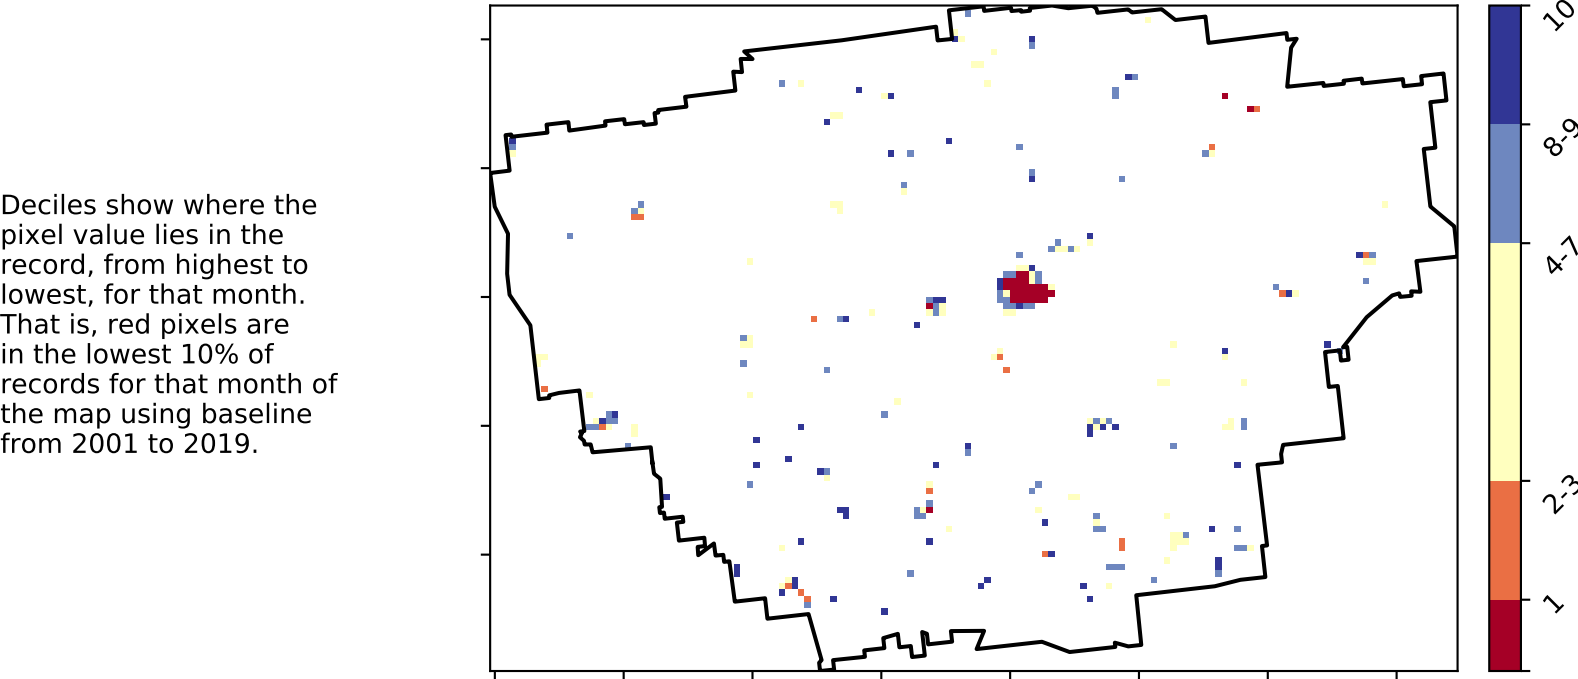 Deciles show where the
pixel value lies in the
record, from highest to
lowest, for that month.
That is, red pixels are
in the lowest 10% of
records for that month of
the map using baseline
from 2001 to 2019.
10
8-9
4-7
2-3
1